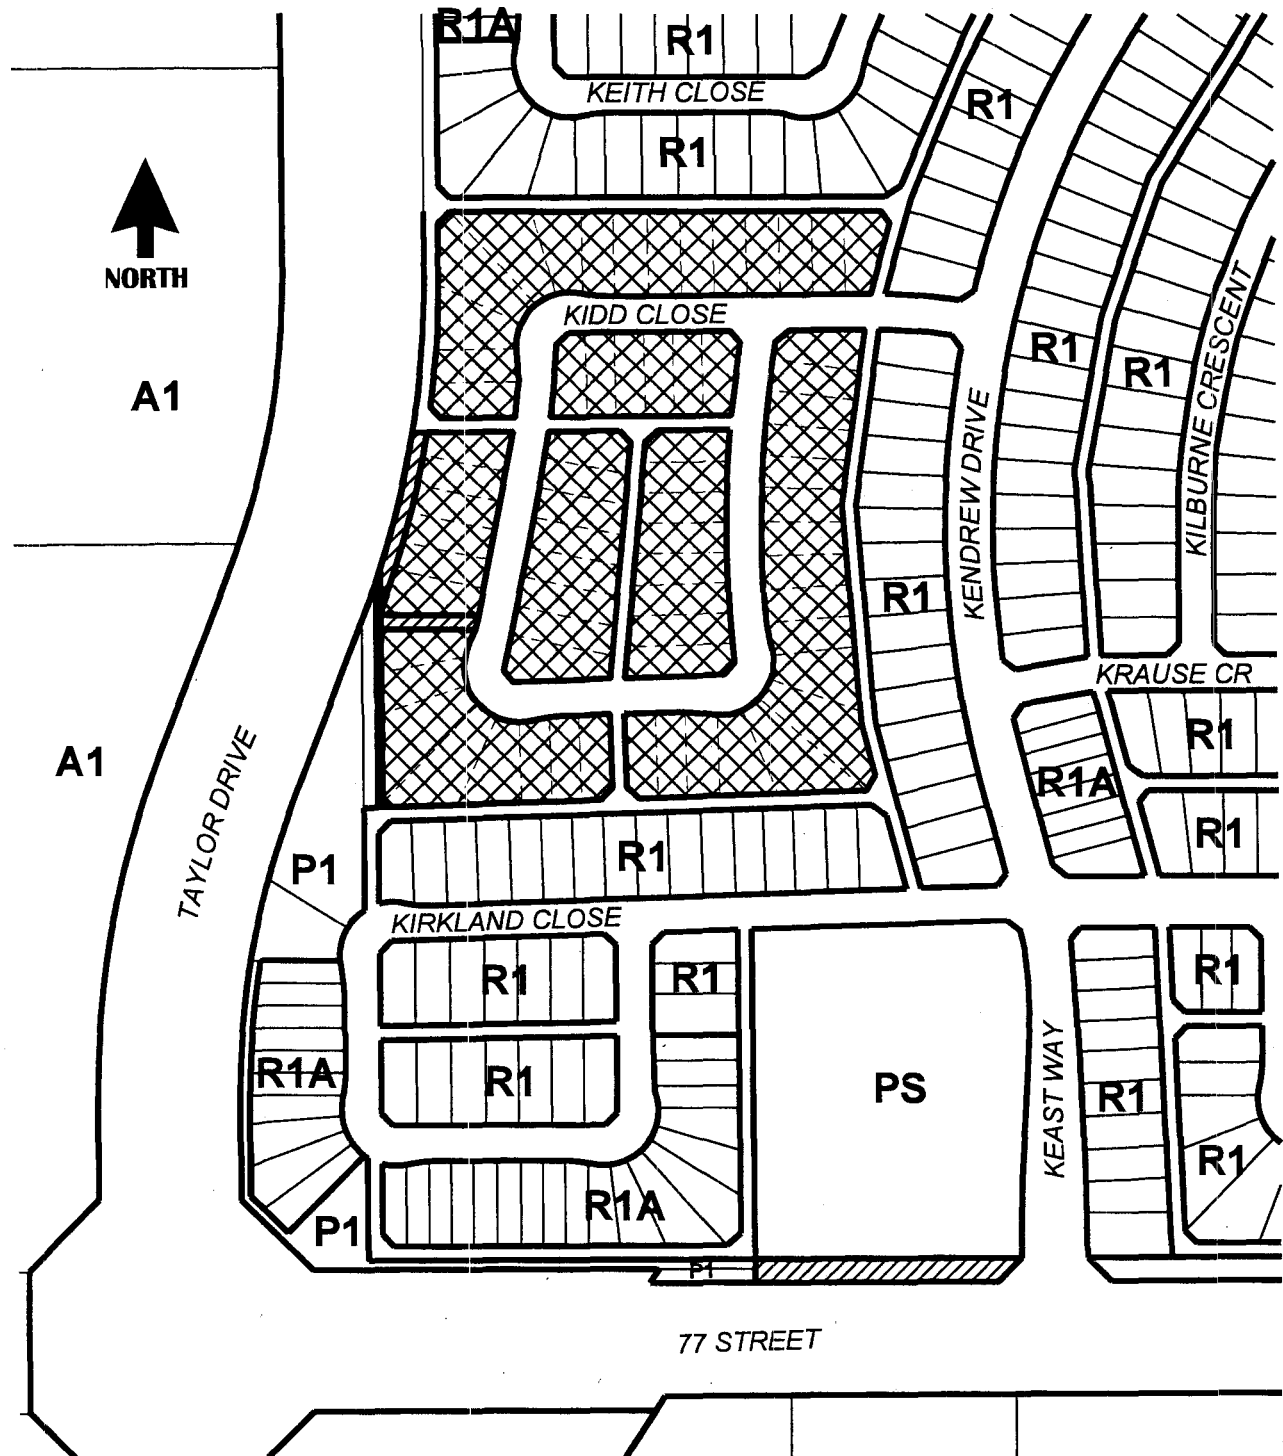 R1A
R1
KEITH CLOSE
R1
R1
NORTH
KIDD CLOSE
A1
R1
R1
KILBURNE CRESCENT
KENDREW DRIVE
R1
KRAUSE CR
A1
TAYLOR DRIVE
R1
R1A
R1
P1
R1
KIRKLAND CLOSE
R1
R1
R1
R1A
R1
PS
KEAST WAY
R1
R1
R1A
P1
P1
77 STREET